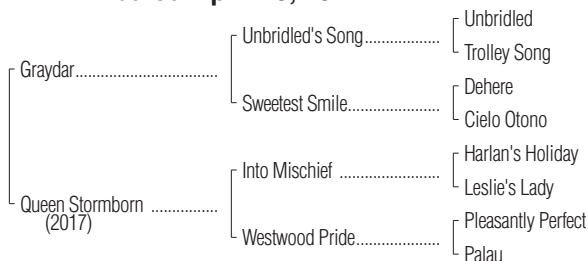 Unbridled
Unbridled's Song
Trolley Song
Graydar
Dehere
Sweetest Smile
Cielo Otono
Harlan's Holiday
Into Mischief
Leslie's Lady
Queen Stormborn
(2017)
Pleasantly Perfect
Westwood Pride
Palau